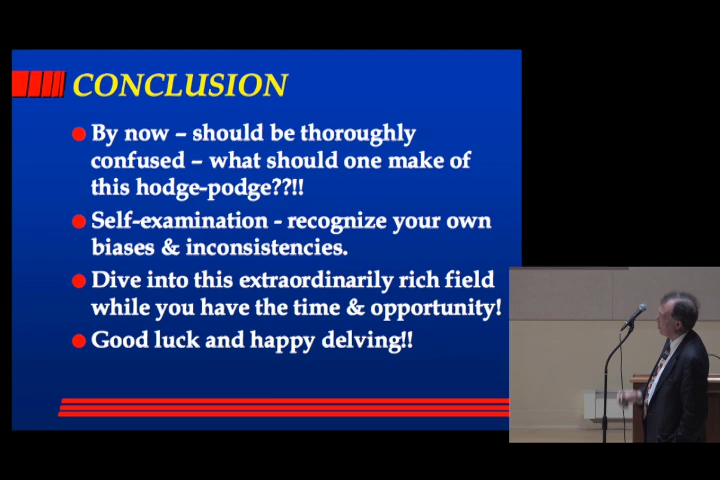 CONCLUSION
By now – should be thoroughly
confused – what should one make of
this hodge-podge??!!
Self-examination - recognize your own
biases & inconsistencies.
Dive into this extraordinarily rich field
while you have the time & opportunity!
Good luck and happy delving!!